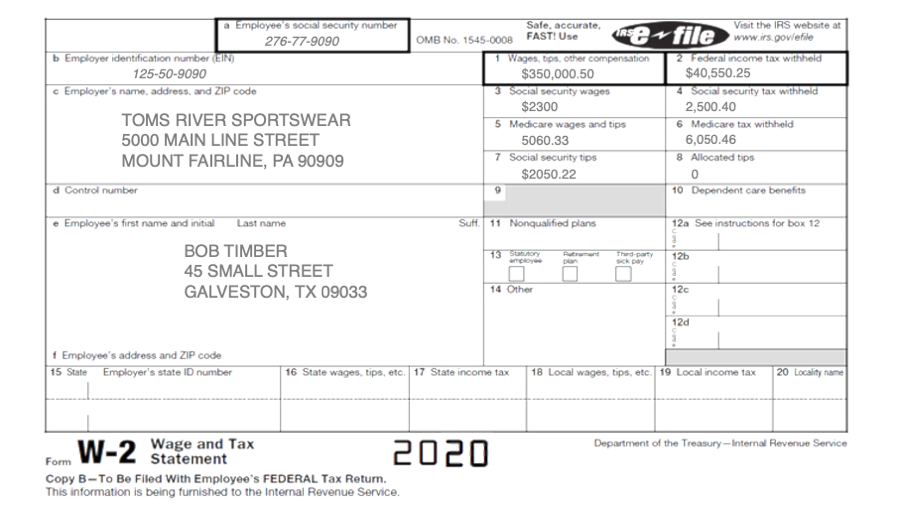 a Employee's social security number
276-77-9090
OMB No. 1545-0008
Safe, accurate,
FAST! Use
IRS e-file
Visit the IRS website at
www.irs.gov/efile
b Employer identification number (EIN)
125-50-9090
1 Wages, tips, other compensation
$350,000.50
2 Federal income tax withheld
$40,550.25
c Employer's name, address, and ZIP code
TOMS RIVER SPORTSWEAR
5000 MAIN LINE STREET
MOUNT FAIRLINE, PA 90909
3 Social security wages
$2300
4 Social security tax withheld
2,500.40
5 Medicare wages and tips
5060.33
6 Medicare tax withheld
6,050.46
7 Social security tips
$2050.22
8 Allocated tips
0
d Control number
9
10 Dependent care benefits
e Employee's first name and initial Last name Suff.
BOB TIMBER
45 SMALL STREET
GALVESTON, TX 09033
11 Nonqualified plans
12a See instructions for box 12
Code
13 Statutory employee Retirement plan Third-party sick pay
12b
Code
14 Other
12c
Code
12d
Code
f Employee's address and ZIP code
15 State Employer's state ID number
16 State wages, tips, etc.
17 State income tax
18 Local wages, tips, etc.
19 Local income tax
20 Locality name
Form W-2 Wage and Tax
Statement
2020
Department of the Treasury—Internal Revenue Service
Copy B—To Be Filed With Employee's FEDERAL Tax Return.
This information is being furnished to the Internal Revenue Service.